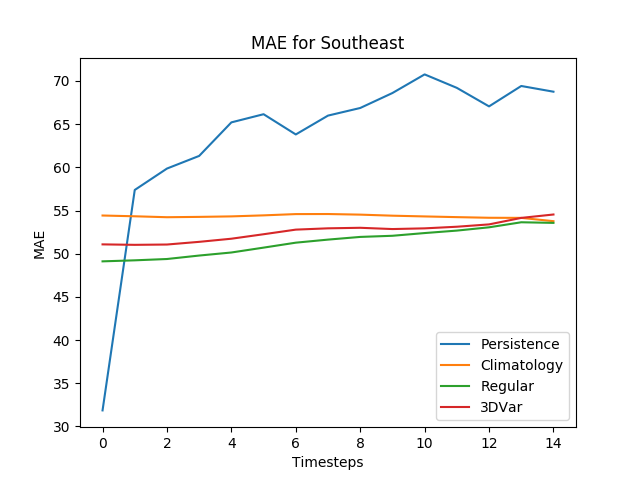 MAE for Southeast
MAE
70
65
60
55
50
45
40
35
30
0 2 4 6 8 10 12 14
Timesteps
Persistence
Climatology
Regular
3DVar